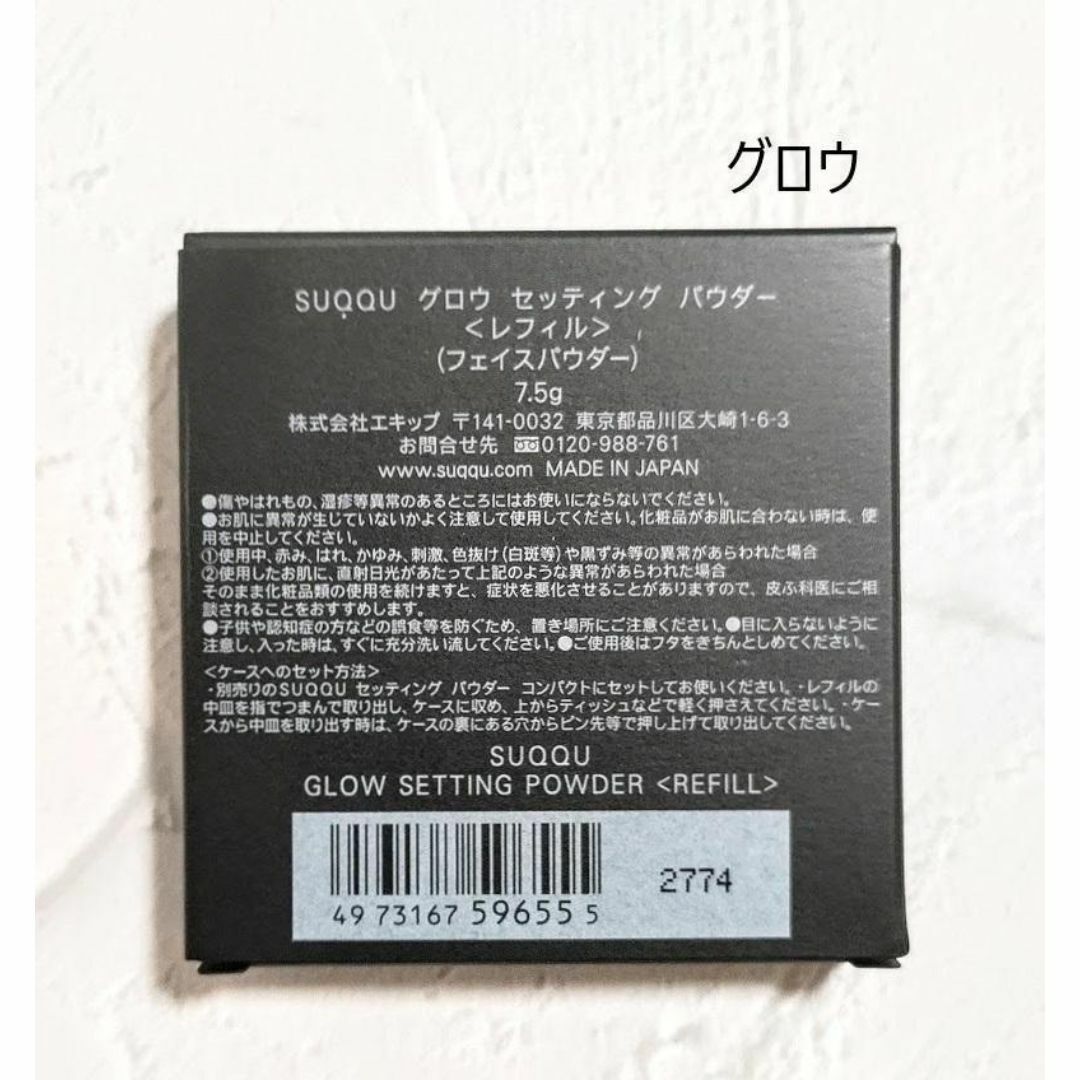 グロウ
SUQQU グロウ セッティング パウダー
<レフィル>
(フェイスパウダー)
7.5g
株式会社エキップ 〒141-0032 東京都品川区大崎1-6-3
お問合せ先 0120-988-761
www.suqqu.com MADE IN JAPAN
●傷やはれもの、湿疹等異常のあるところにはお使いにならないでください。
●お肌に異常が生じていないかよく注意して使用してください。化粧品がお肌に合わない時は、使
用を中止してください。
①使用中、赤み、はれ、かゆみ、刺激、色抜け(白斑等)や黒ずみ等の異常があらわれた場合
②使用したお肌に、直射日光があたって上記のような異常があらわれた場合
そのまま化粧品類の使用を続けますと、症状を悪化させることがありますので、皮ふ科医にご相
談されることをおすすめします。
●子供や認知症の方などの誤食等を防ぐため、置き場所にご注意ください。●目に入らないように
注意し、入った時は、すぐに充分洗い流してください。●ご使用後はフタをきちんとしめてください。
<ケースへのセット方法>
・別売りのSUQQU セッティング パウダー コンパクトにセットしてお使いください。・レフィルの
中皿を指でつまんで取り出し、ケースに収め、上からティッシュなどで軽く押さえてください。・ケー
スから中皿を取り出す時は、ケースの裏にある穴からピン先等で押し上げて取り出してください。
SUQQU
GLOW SETTING POWDER <REFILL>
2774
49 73167 59655 5